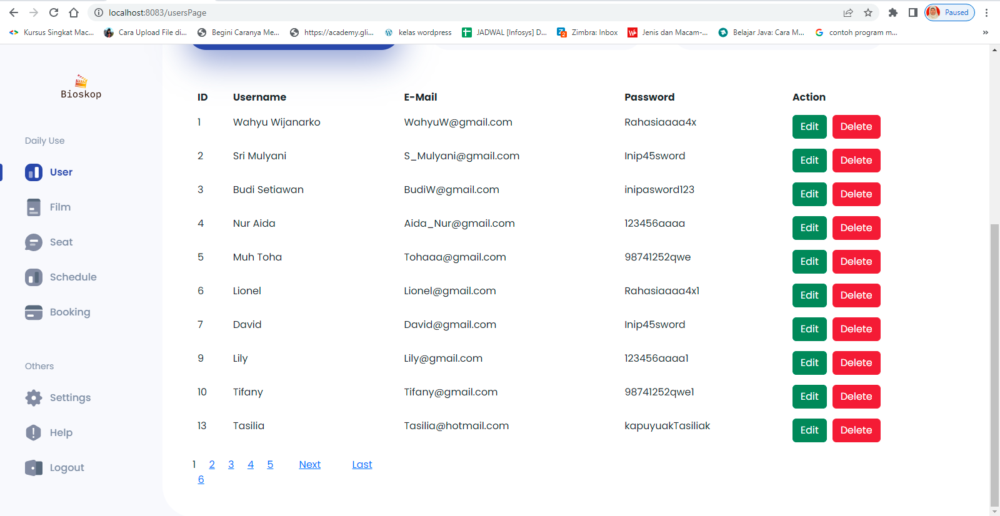 localhost:8083/usersPage
Paused
Kursus Singkat Mac...
Cara Upload File di...
Begini Caranya Me...
https://academy.gli...
kelas wordpress
JADWAL [Infosys] D...
Zimbra: Inbox
Jenis dan Macam-...
Belajar Java: Cara M...
contoh program m...
»
Bioskop
Daily Use
User
Film
Seat
Schedule
Booking
Others
Settings
Help
Logout
ID Username E-Mail Password Action
1 Wahyu Wijanarko WahyuW@gmail.com Rahasiaaaa4x Edit Delete
2 Sri Mulyani S_Mulyani@gmail.com Inip45sword Edit Delete
3 Budi Setiawan BudiW@gmail.com inipasword123 Edit Delete
4 Nur Aida Aida_Nur@gmail.com 123456aaaa Edit Delete
5 Muh Toha Tohaaa@gmail.com 98741252qwe Edit Delete
6 Lionel Lionel@gmail.com Rahasiaaaa4x1 Edit Delete
7 David David@gmail.com Inip45sword Edit Delete
9 Lily Lily@gmail.com 123456aaaa1 Edit Delete
10 Tifany Tifany@gmail.com 98741252qwe1 Edit Delete
13 Tasilia Tasilia@hotmail.com kapuyuakTasiliak Edit Delete
1 2 3 4 5 Next Last
6